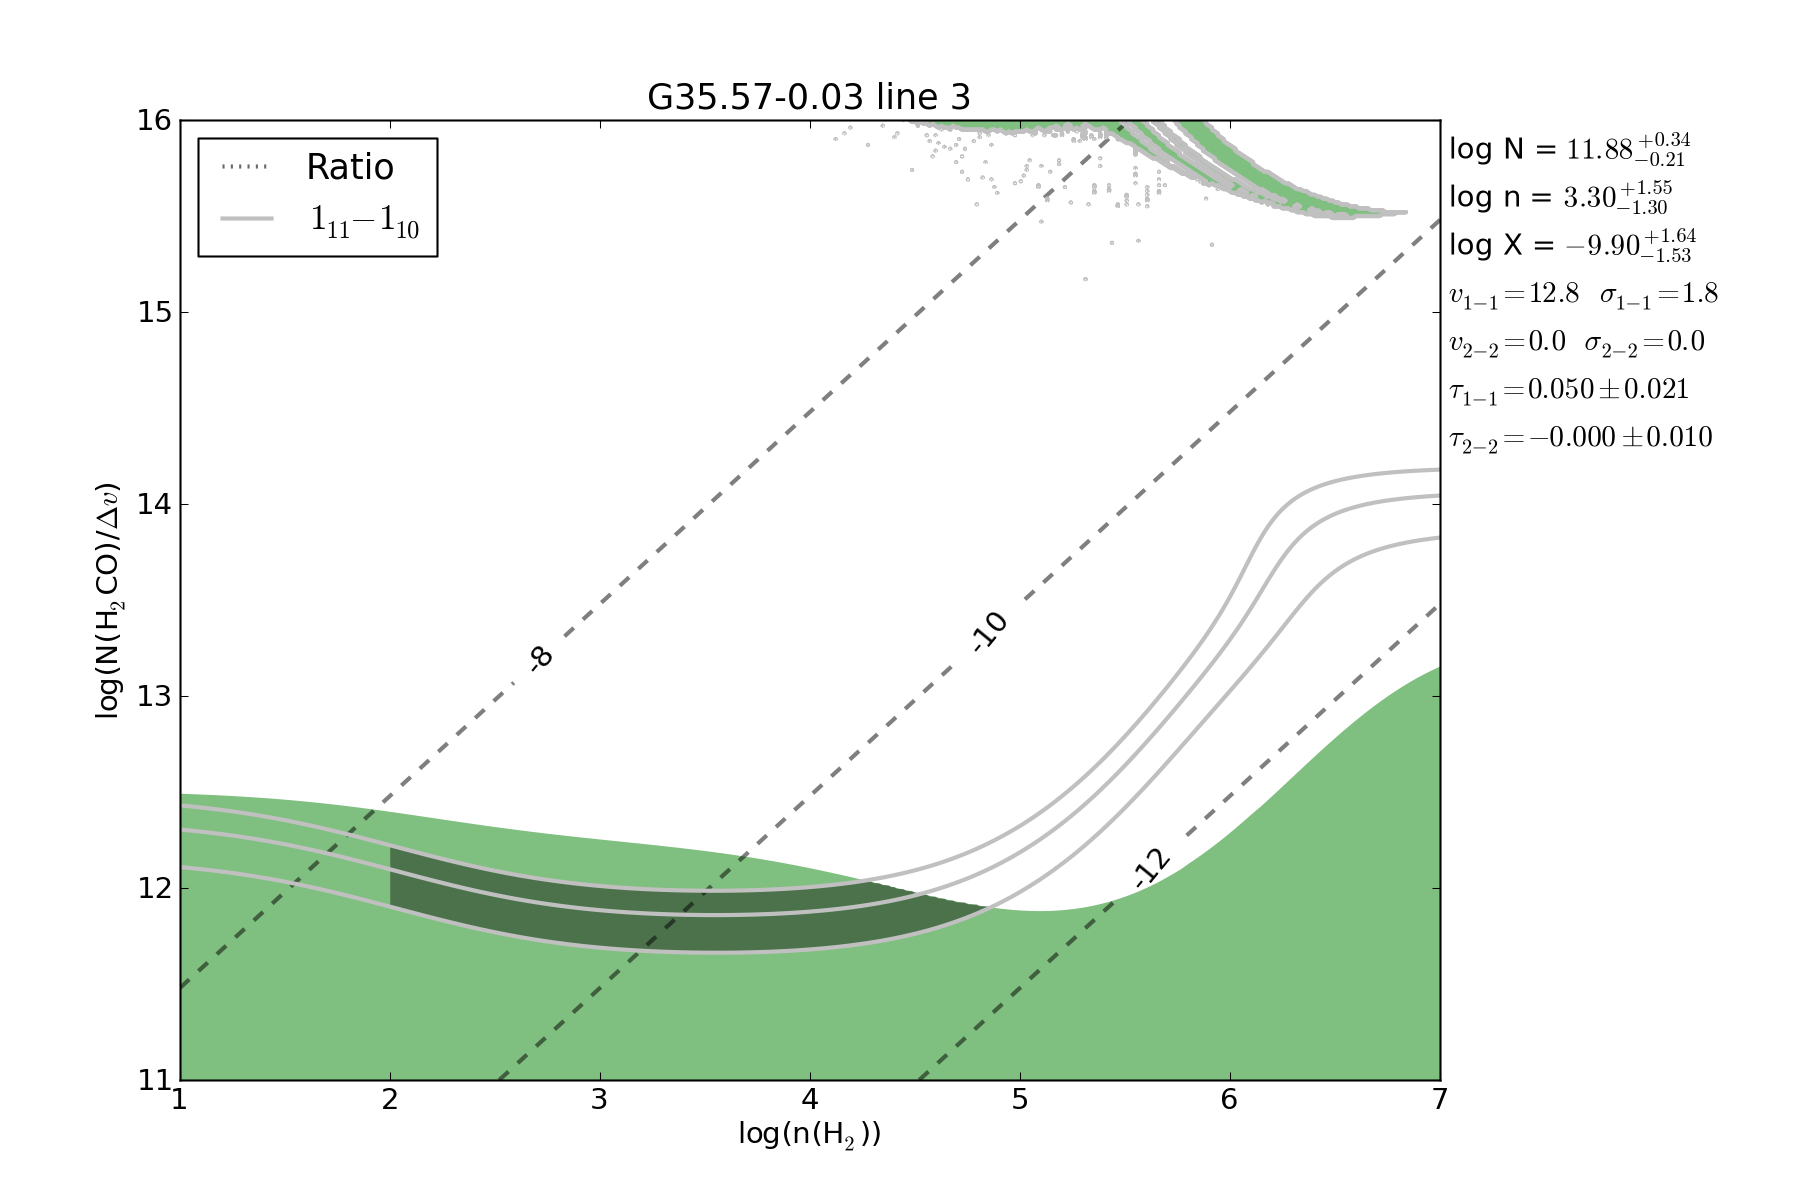 G35.57-0.03 line 3
16
15
14
13
12
11
1 2 3 4 5 6 7
log(n(H₂))
log(N(H₂CO)/Δv)
Ratio
1₁₁−1₁₀
-8
-10
-12
log N = 11.88 +0.34 −0.21
log n = 3.30 +1.55 −1.30
log X = −9.90 +1.64 −1.53
v₁₋₁=12.8 σ₁₋₁=1.8
v₂₋₂=0.0 σ₂₋₂=0.0
τ₁₋₁=0.050±0.021
τ₂₋₂=−0.000±0.010